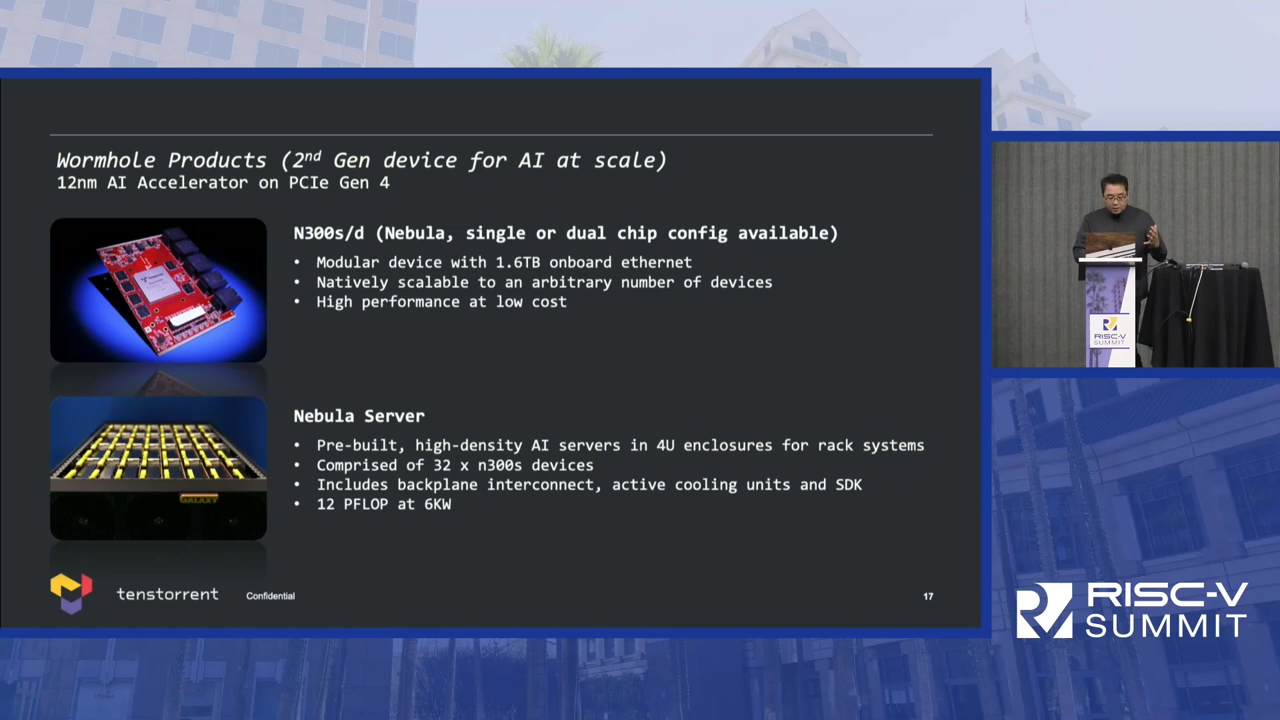 Wormhole Products (2nd Gen device for AI at scale)
12nm AI Accelerator on PCIe Gen 4
N300s/d (Nebula, single or dual chip config available)
• Modular device with 1.6TB onboard ethernet
• Natively scalable to an arbitrary number of devices
• High performance at low cost
Nebula Server
• Pre-built, high-density AI servers in 4U enclosures for rack systems
• Comprised of 32 x n300s devices
• Includes backplane interconnect, active cooling units and SDK
• 12 PFLOP at 6KW
GALAXY
tenstorrent
Confidential
17
RISC-V
SUMMIT
RISC-V
SUMMIT